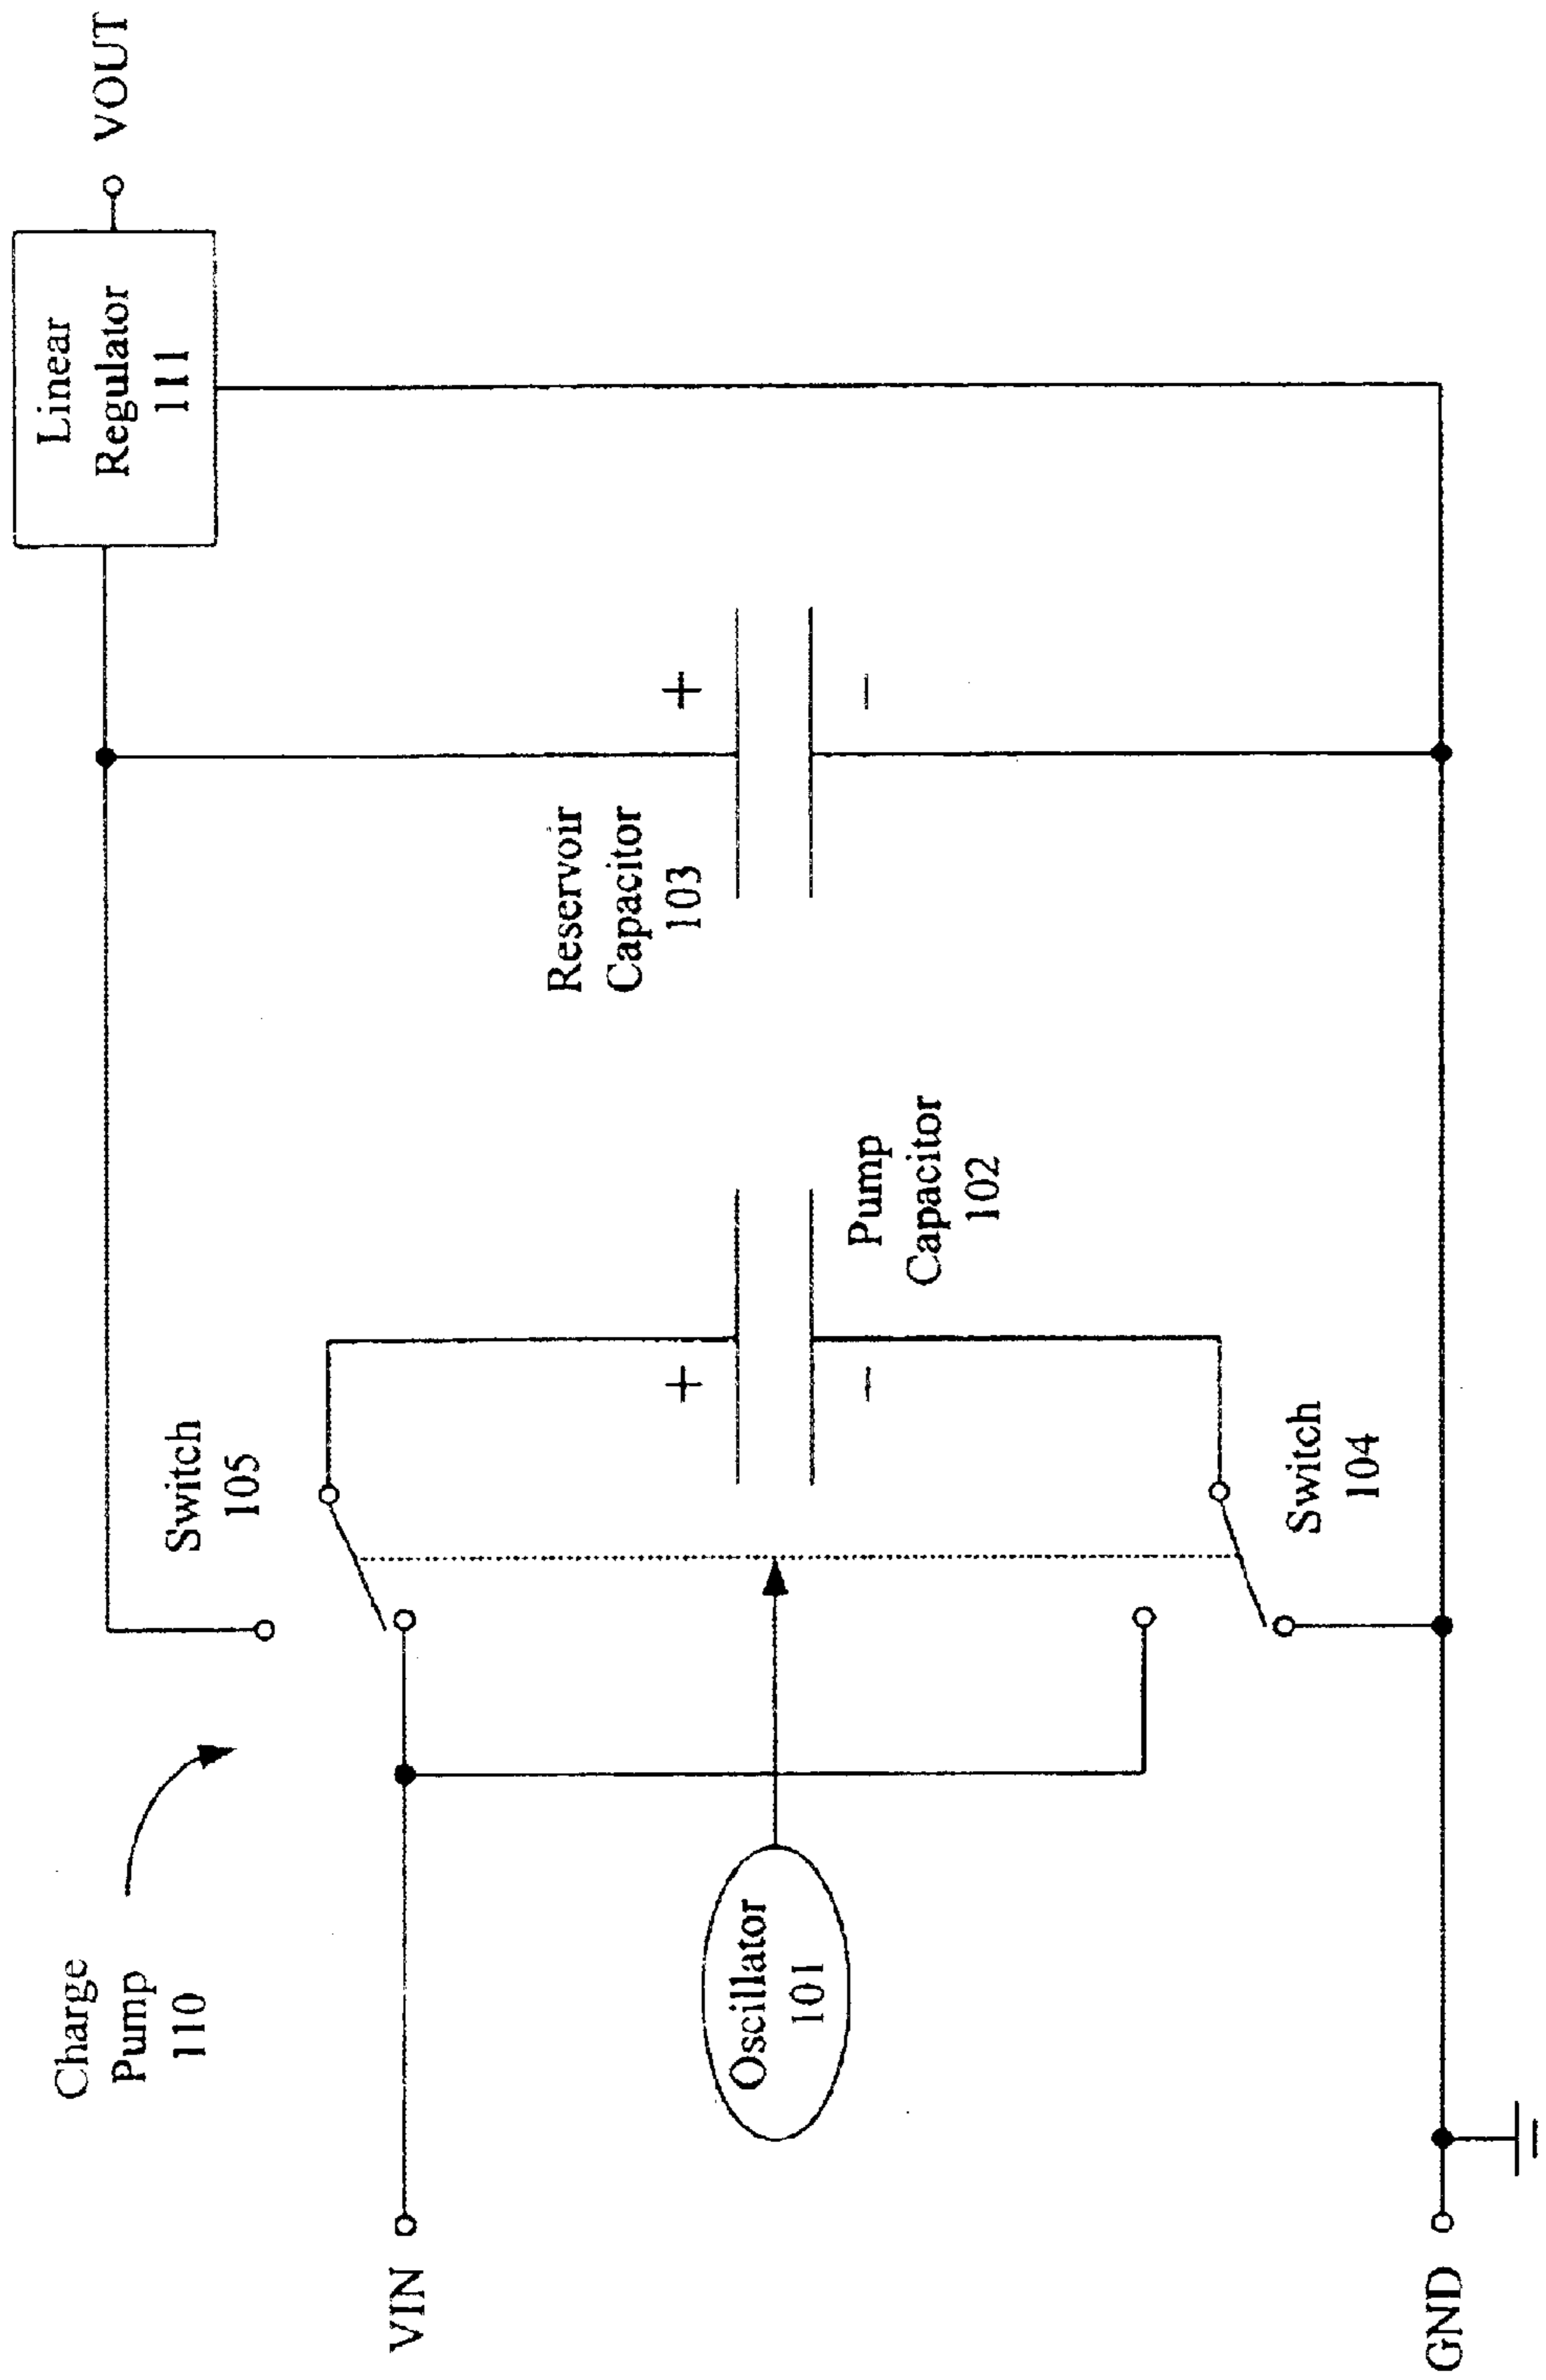 Charge
Pump
110
Switch
105
Linear
Regulator
111
VOUT
VIN
Reservoir
Capacitor
103
+
−
Oscillator
101
+
−
Pump
Capacitor
102
Switch
104
GND